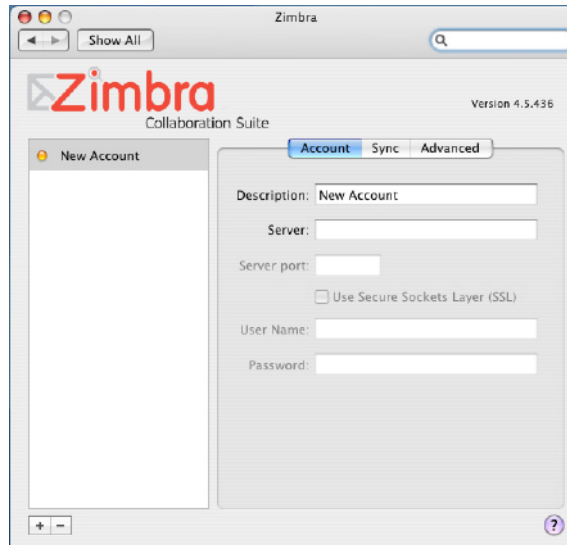 Zimbra
Show All
Zimbra
Collaboration Suite
Version 4.5.436
New Account
Account Sync Advanced
Description: New Account
Server:
Server port:
Use Secure Sockets Layer (SSL)
User Name:
Password:
+ −
?